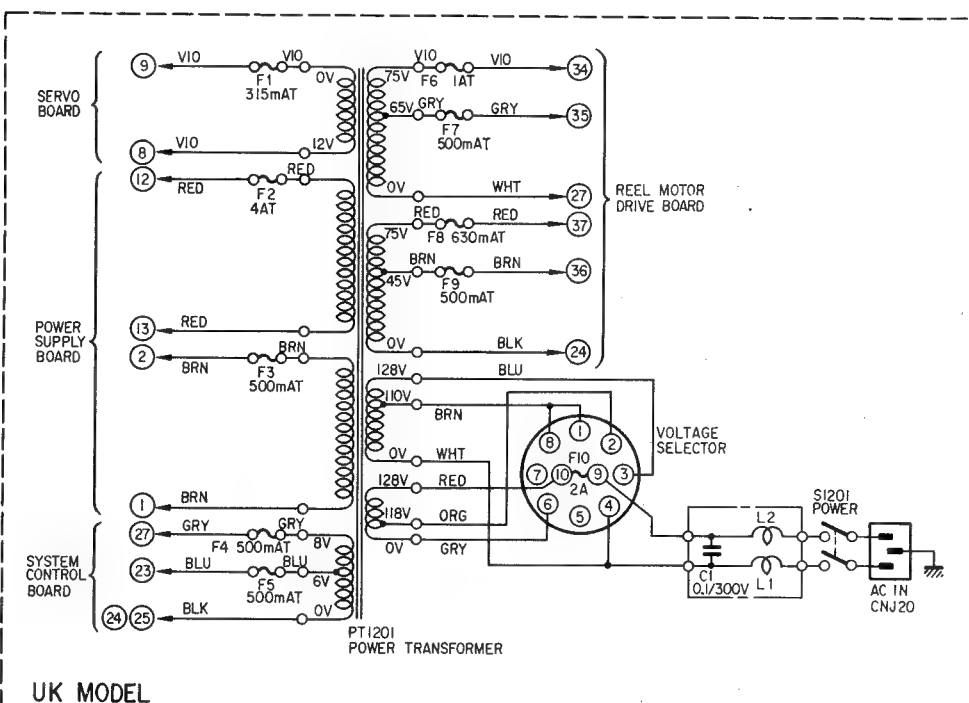 9 VIO VIO 0V VIO 75V F6 1AT VIO 34
F1
315mAT
SERVO
BOARD
65V GRY GRY 35
F7
500mAT
8 VIO 12V
12 RED RED
F2
4AT
0V WHT 27
REEL MOTOR
DRIVE BOARD
75V RED RED 37
F8 630mAT
45V BRN BRN 36
F9
500mAT
POWER
SUPPLY
BOARD
13 RED
2 BRN BRN
F3
500mAT
0V BLK 24
128V BLU
110V BRN
8 1 2
VOLTAGE
SELECTOR
0V WHT
F10
7 10 9 3
2A
6 5 4
128V RED
1 BRN
118V ORG
0V GRY
27 GRY GRY 8V
F4 500mAT
SYSTEM
CONTROL
BOARD
23 BLU BLU 6V
F5
500mAT
24 25 BLK 0V
S1201
POWER
L2
C1
0.1/300V
L1
AC IN
CNJ20
PT1201
POWER TRANSFORMER
UK MODEL